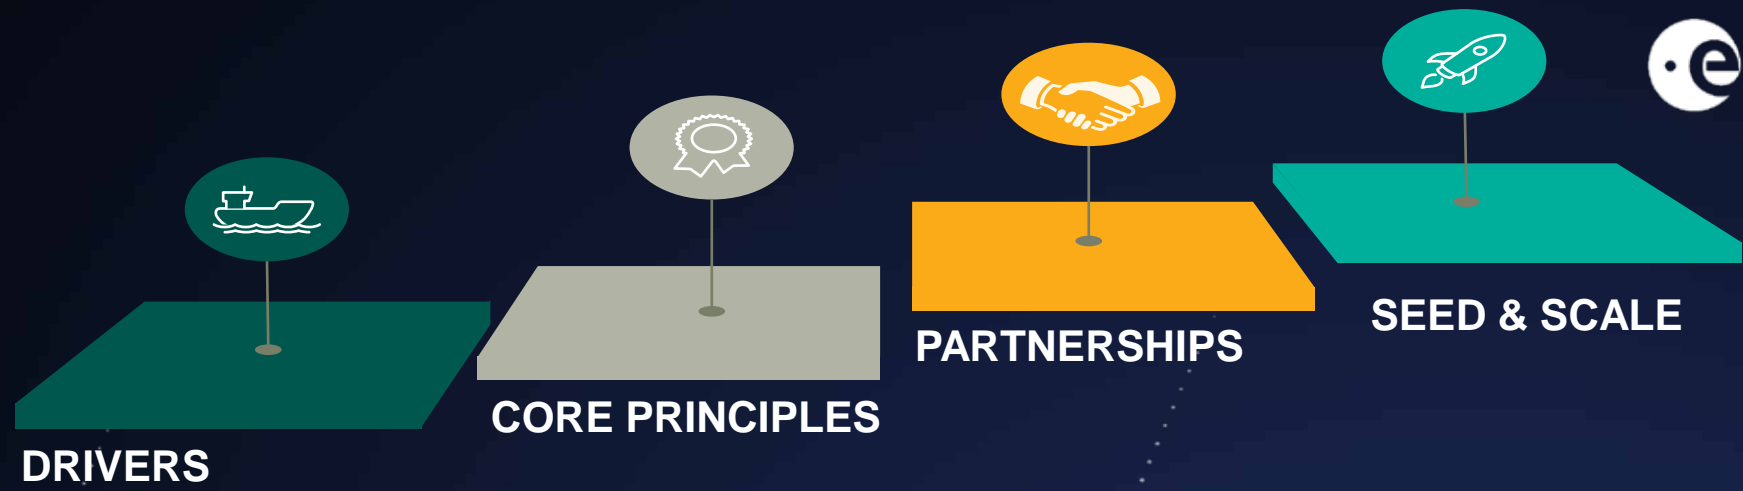 DRIVERS
CORE PRINCIPLES
PARTNERSHIPS
SEED & SCALE
e